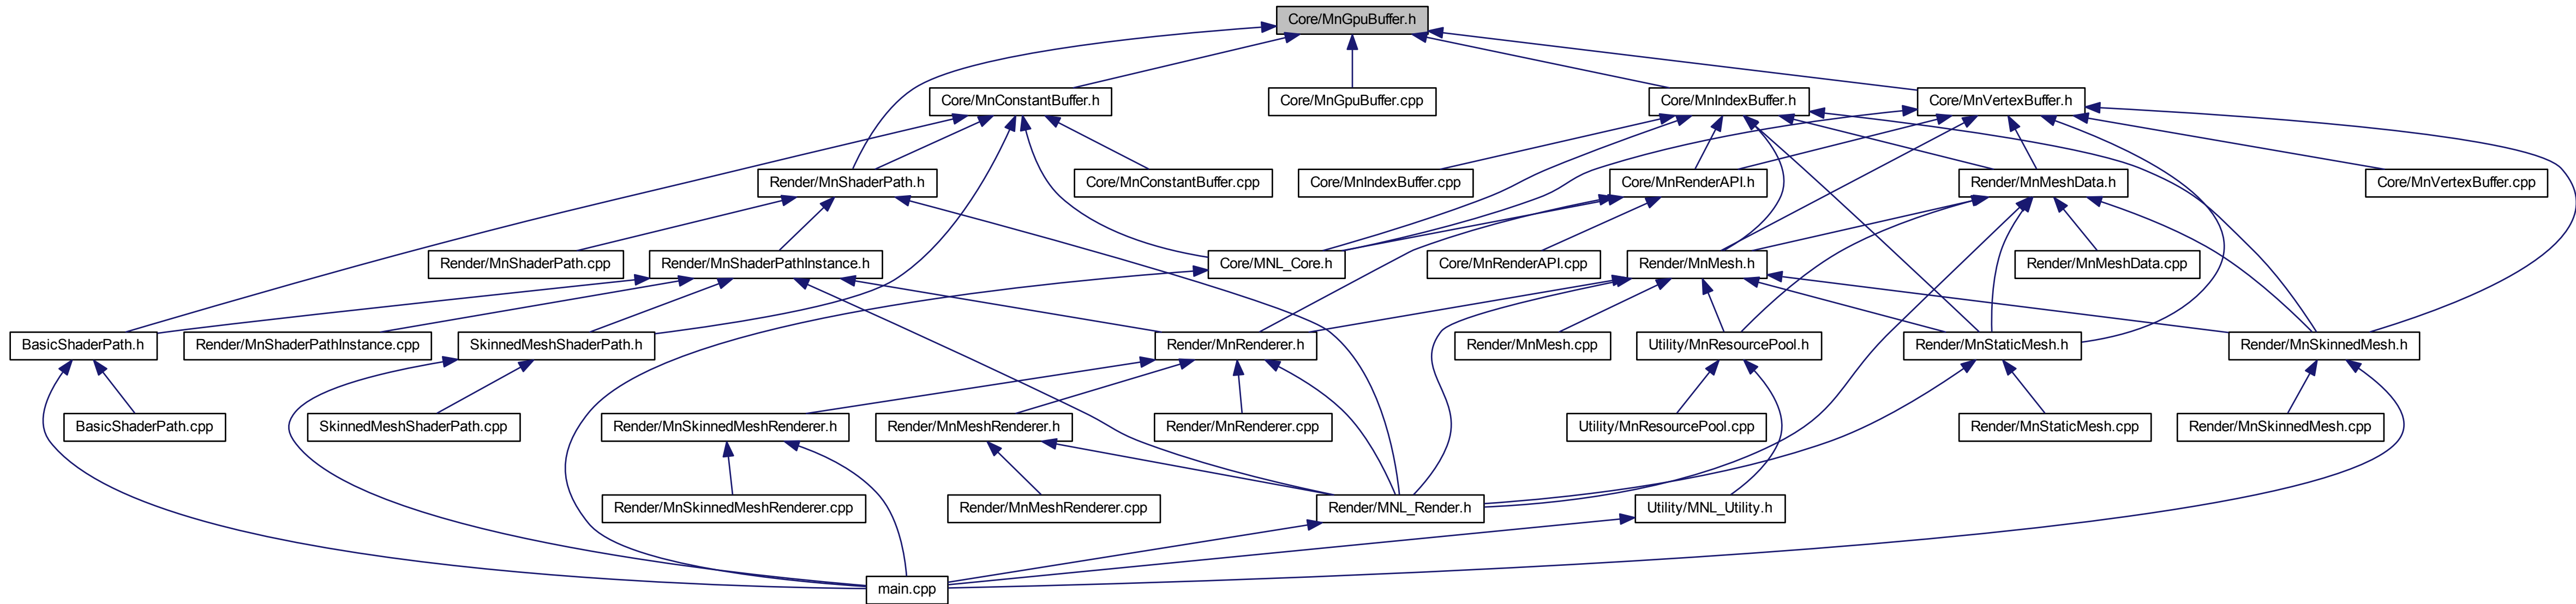 Core/MnGpuBuffer.h
Core/MnConstantBuffer.h
Core/MnGpuBuffer.cpp
Core/MnIndexBuffer.h
Core/MnVertexBuffer.h
Render/MnShaderPath.h
Core/MnConstantBuffer.cpp
Core/MnIndexBuffer.cpp
Core/MnRenderAPI.h
Render/MnMeshData.h
Core/MnVertexBuffer.cpp
Render/MnShaderPath.cpp
Render/MnShaderPathInstance.h
Core/MNL_Core.h
Core/MnRenderAPI.cpp
Render/MnMesh.h
Render/MnMeshData.cpp
BasicShaderPath.h
Render/MnShaderPathInstance.cpp
SkinnedMeshShaderPath.h
Render/MnRenderer.h
Render/MnMesh.cpp
Utility/MnResourcePool.h
Render/MnStaticMesh.h
Render/MnSkinnedMesh.h
BasicShaderPath.cpp
SkinnedMeshShaderPath.cpp
Render/MnSkinnedMeshRenderer.h
Render/MnMeshRenderer.h
Render/MnRenderer.cpp
Utility/MnResourcePool.cpp
Render/MnStaticMesh.cpp
Render/MnSkinnedMesh.cpp
Render/MnSkinnedMeshRenderer.cpp
Render/MnMeshRenderer.cpp
Render/MNL_Render.h
Utility/MNL_Utility.h
main.cpp